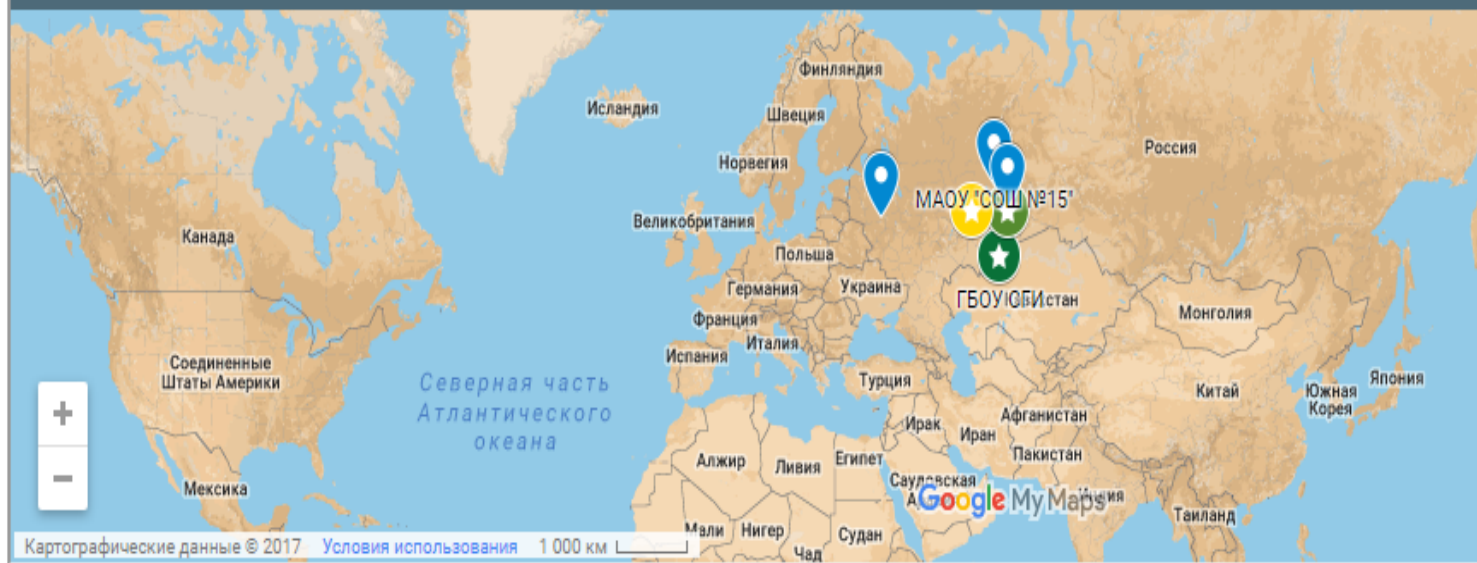 Финляндия
Исландия
Швеция
Россия
Норвегия
МАОУ "СОШ №15"
Великобритания
Канада
Польша
Германия
Украина
ГБОУ
стан
Монголия
Франция
Италия
Испания
Соединенные
Штаты Америки
Северная часть
Атлантического
океана
Турция
Китай
Южная
Корея
Япония
Ирак
Афганистан
Иран
Пакистан
Алжир
Ливия
Египет
Саудовская
Google My Maps
Мексика
Таиланд
Мали
Нигер
Судан
Чад
+
−
Картографические данные © 2017 Условия использования 1 000 км